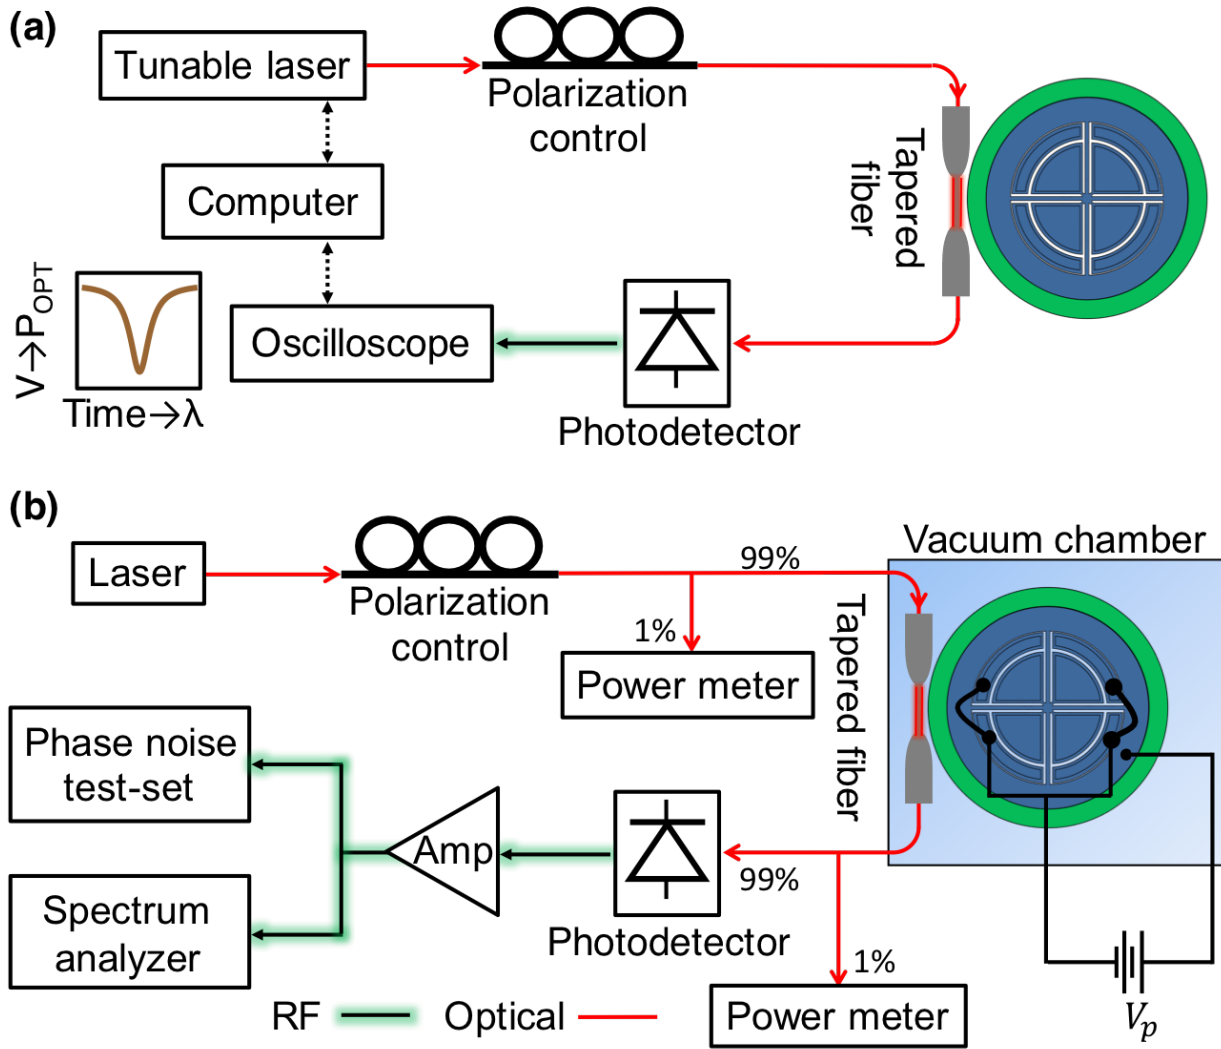 (a)
Tunable laser
Polarization
control
Tapered
fiber
Computer
V→P_OPT
Time→λ
Oscilloscope
Photodetector
(b)
Laser
Polarization
control
99%
1%
Power meter
Vacuum chamber
Tapered fiber
Phase noise
test-set
Amp
Spectrum
analyzer
Photodetector
99%
1%
Power meter
RF
Optical
V_p